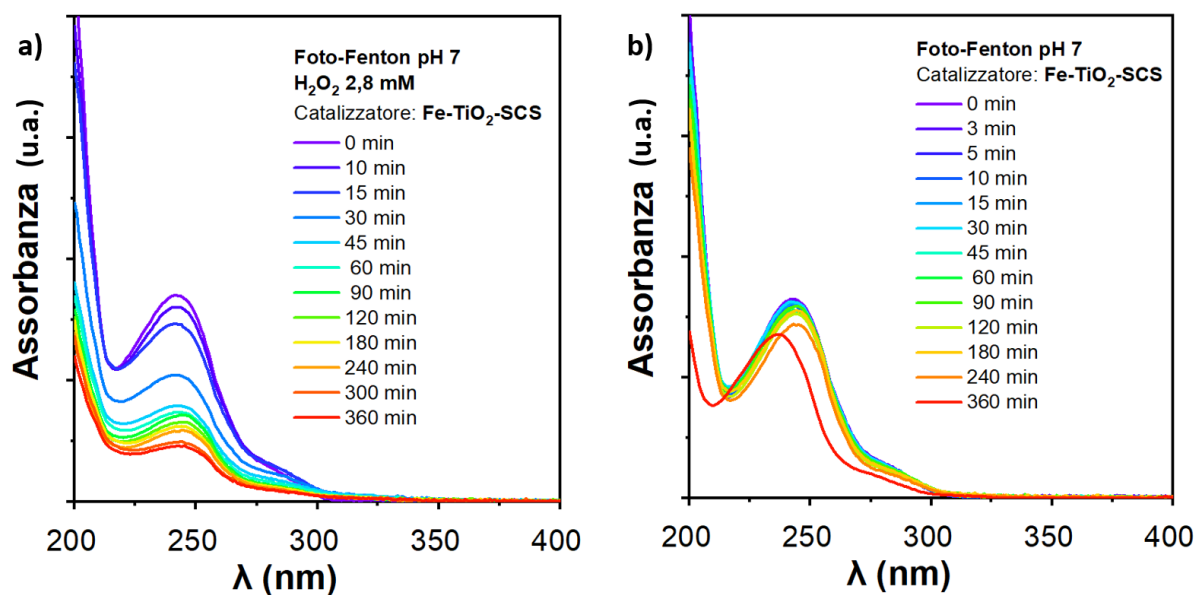 a)
Foto-Fenton pH 7
H₂O₂ 2,8 mM
Catalizzatore: Fe-TiO₂-SCS
0 min
10 min
15 min
30 min
45 min
60 min
90 min
120 min
180 min
240 min
300 min
360 min
Assorbanza (u.a.)
200
250
300
350
400
λ (nm)
b)
Foto-Fenton pH 7
Catalizzatore: Fe-TiO₂-SCS
0 min
3 min
5 min
10 min
15 min
30 min
45 min
60 min
90 min
120 min
180 min
240 min
360 min
Assorbanza (u.a.)
200
250
300
350
400
λ (nm)